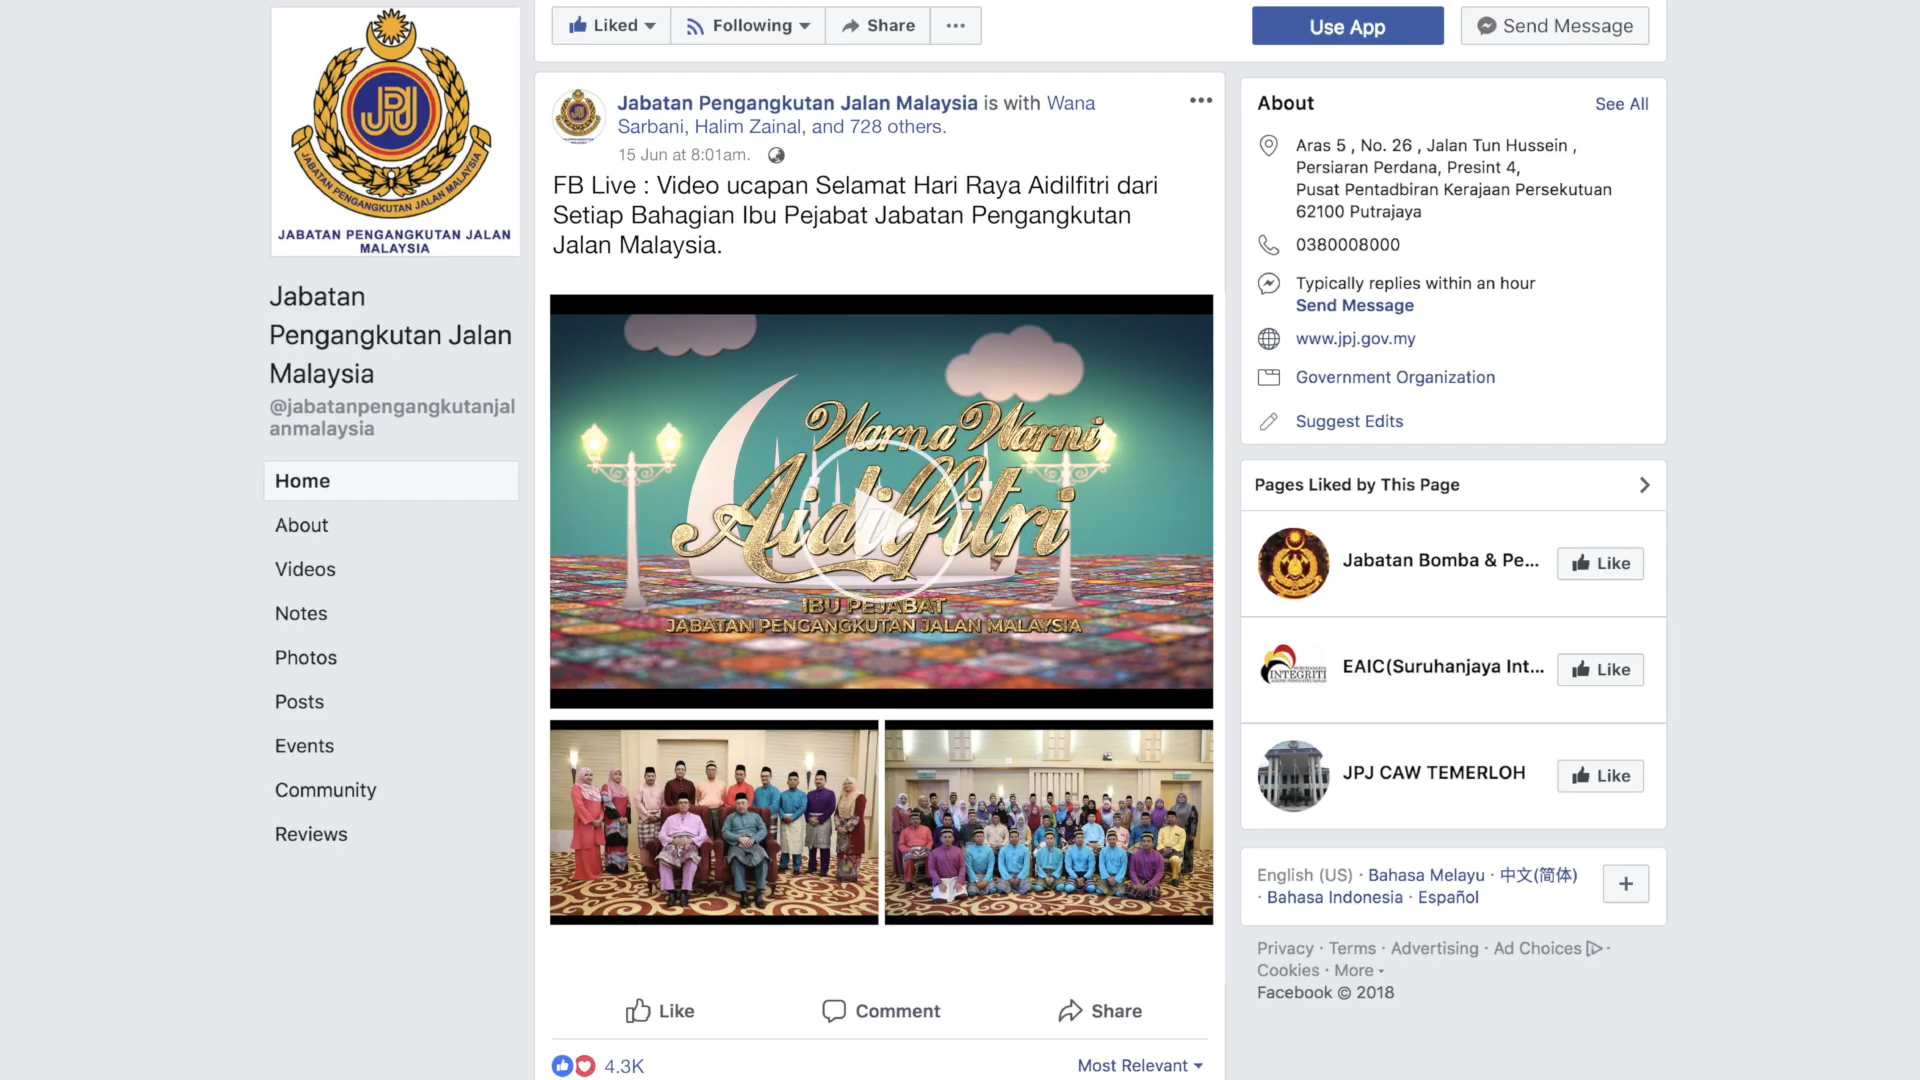 JPJ
JABATAN PENGANGKUTAN JALAN MALAYSIA
JABATAN PENGANGKUTAN JALAN
MALAYSIA
Jabatan
Pengangkutan Jalan
Malaysia
@jabatanpengangkutanjal
anmalaysia
Home
About
Videos
Notes
Photos
Posts
Events
Community
Reviews
Liked
Following
Share
Use App
Send Message
Jabatan Pengangkutan Jalan Malaysia is with Wana
Sarbani, Halim Zainal, and 728 others.
15 Jun at 8:01am.
FB Live : Video ucapan Selamat Hari Raya Aidilfitri dari
Setiap Bahagian Ibu Pejabat Jabatan Pengangkutan
Jalan Malaysia.
Warna Warni
Aidilfitri
IBU PEJABAT
JABATAN PENGANGKUTAN JALAN MALAYSIA
Like
Comment
Share
4.3K
Most Relevant
About
See All
Aras 5 , No. 26 , Jalan Tun Hussein ,
Persiaran Perdana, Presint 4,
Pusat Pentadbiran Kerajaan Persekutuan
62100 Putrajaya
0380008000
Typically replies within an hour
Send Message
www.jpj.gov.my
Government Organization
Suggest Edits
Pages Liked by This Page
Jabatan Bomba & Pe...
Like
INTEGRITI
EAIC(Suruhanjaya Int...
Like
JPJ CAW TEMERLOH
Like
English (US) · Bahasa Melayu · 中文(简体)
· Bahasa Indonesia · Español
Privacy · Terms · Advertising · Ad Choices ·
Cookies · More
Facebook © 2018